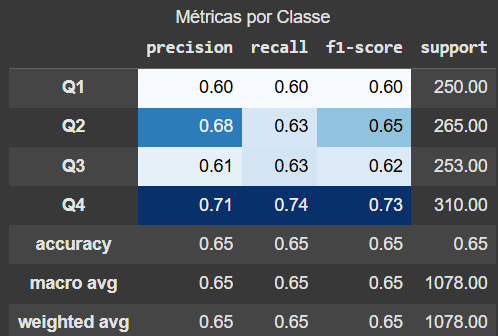 Métricas por Classe
precision recall f1-score support
Q1 0.60 0.60 0.60 250.00
Q2 0.68 0.63 0.65 265.00
Q3 0.61 0.63 0.62 253.00
Q4 0.71 0.74 0.73 310.00
accuracy 0.65 0.65 0.65 0.65
macro avg 0.65 0.65 0.65 1078.00
weighted avg 0.65 0.65 0.65 1078.00